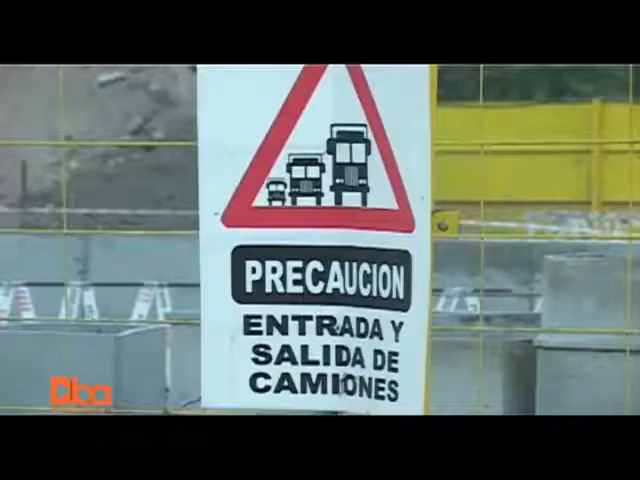 PRECAUCION
ENTRADA Y
SALIDA DE
CAMIONES
Dba